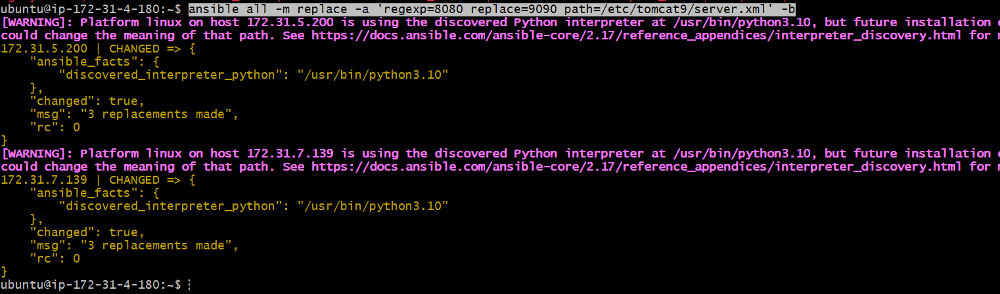 ubuntu@ip-172-31-4-180:~$ ansible all -m replace -a 'regexp=8080 replace=9090 path=/etc/tomcat9/server.xml' -b
[WARNING]: Platform linux on host 172.31.5.200 is using the discovered Python interpreter at /usr/bin/python3.10, but future installation
could change the meaning of that path. See https://docs.ansible.com/ansible-core/2.17/reference_appendices/interpreter_discovery.html for
172.31.5.200 | CHANGED => {
    "ansible_facts": {
        "discovered_interpreter_python": "/usr/bin/python3.10"
    },
    "changed": true,
    "msg": "3 replacements made",
    "rc": 0
}
[WARNING]: Platform linux on host 172.31.7.139 is using the discovered Python interpreter at /usr/bin/python3.10, but future installation
could change the meaning of that path. See https://docs.ansible.com/ansible-core/2.17/reference_appendices/interpreter_discovery.html for
172.31.7.139 | CHANGED => {
    "ansible_facts": {
        "discovered_interpreter_python": "/usr/bin/python3.10"
    },
    "changed": true,
    "msg": "3 replacements made",
    "rc": 0
}
ubuntu@ip-172-31-4-180:~$